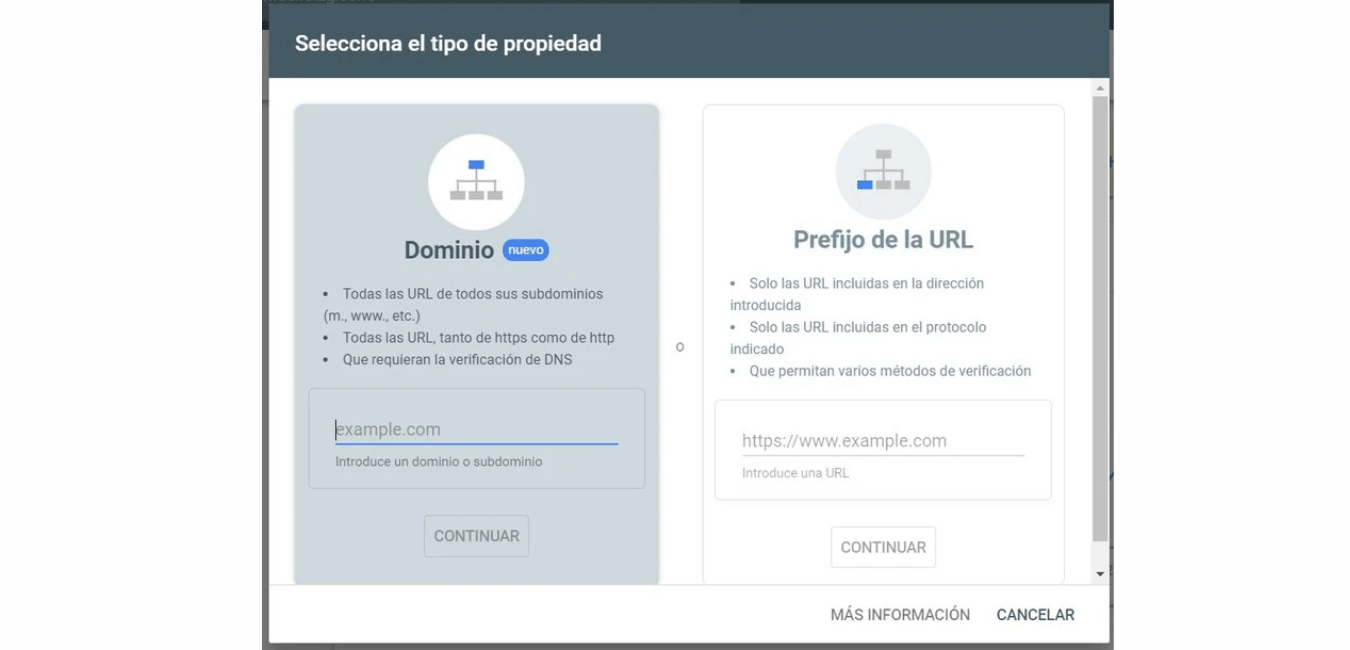 Selecciona el tipo de propiedad
Dominio nuevo
• Todas las URL de todos sus subdominios
(m., www., etc.)
• Todas las URL, tanto de https como de http
• Que requieran la verificación de DNS
example.com
Introduce un dominio o subdominio
CONTINUAR
o
Prefijo de la URL
• Solo las URL incluidas en la dirección
introducida
• Solo las URL incluidas en el protocolo
indicado
• Que permitan varios métodos de verificación
https://www.example.com
Introduce una URL
CONTINUAR
MÁS INFORMACIÓN
CANCELAR